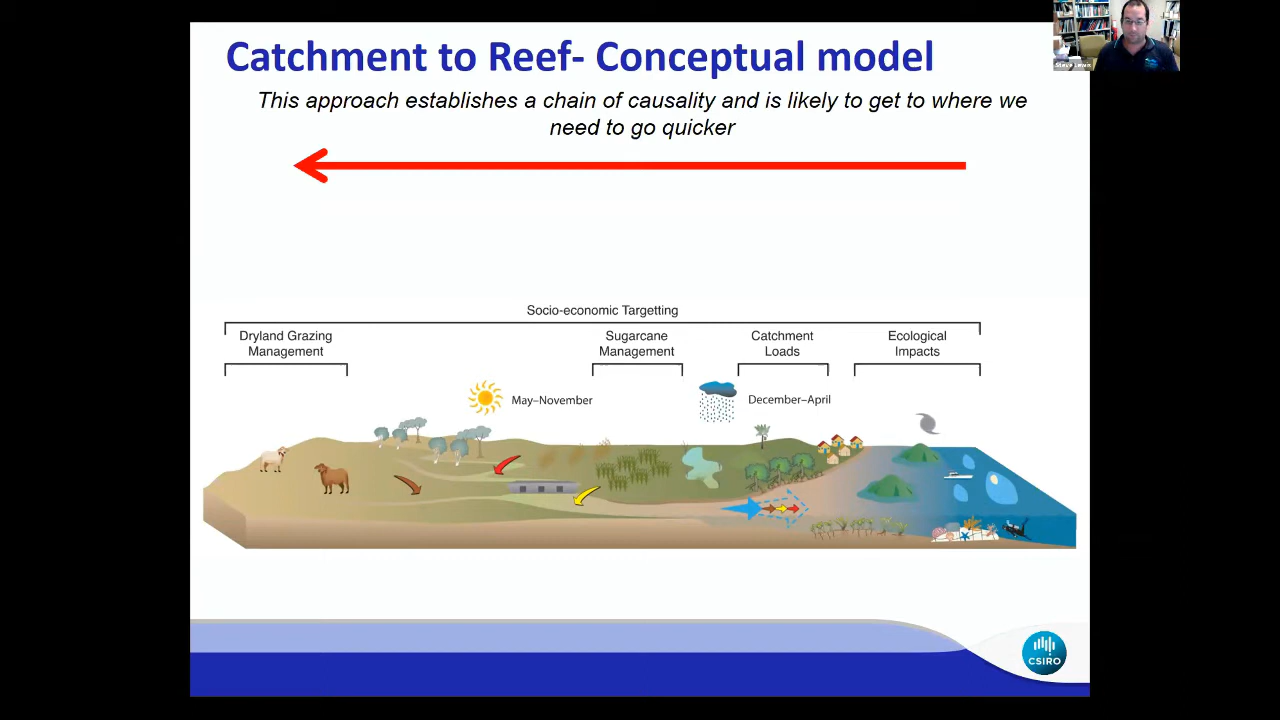 Catchment to Reef- Conceptual model
This approach establishes a chain of causality and is likely to get to where we
need to go quicker
Socio-economic Targetting
Dryland Grazing
Management
Sugarcane
Management
Catchment
Loads
Ecological
Impacts
May–November
December–April
CSIRO
Steve Lewis